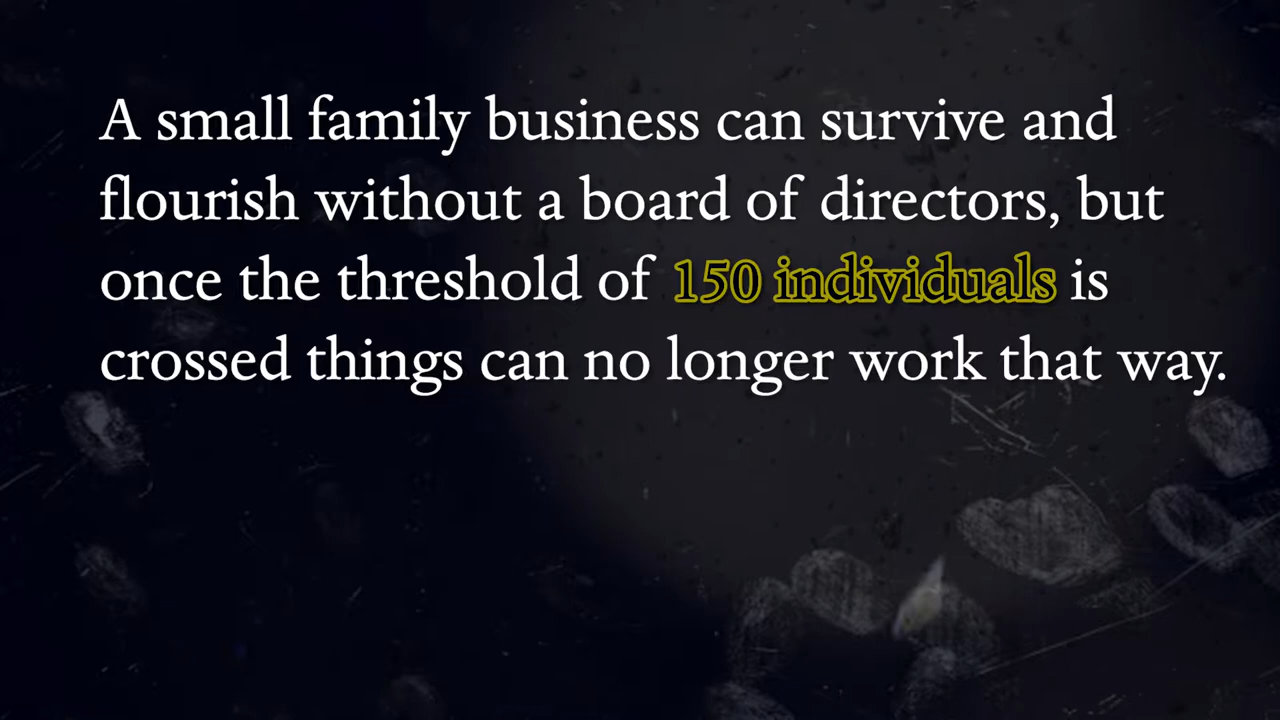 A small family business can survive and
flourish without a board of directors, but
once the threshold of 150 individuals is
crossed things can no longer work that way.